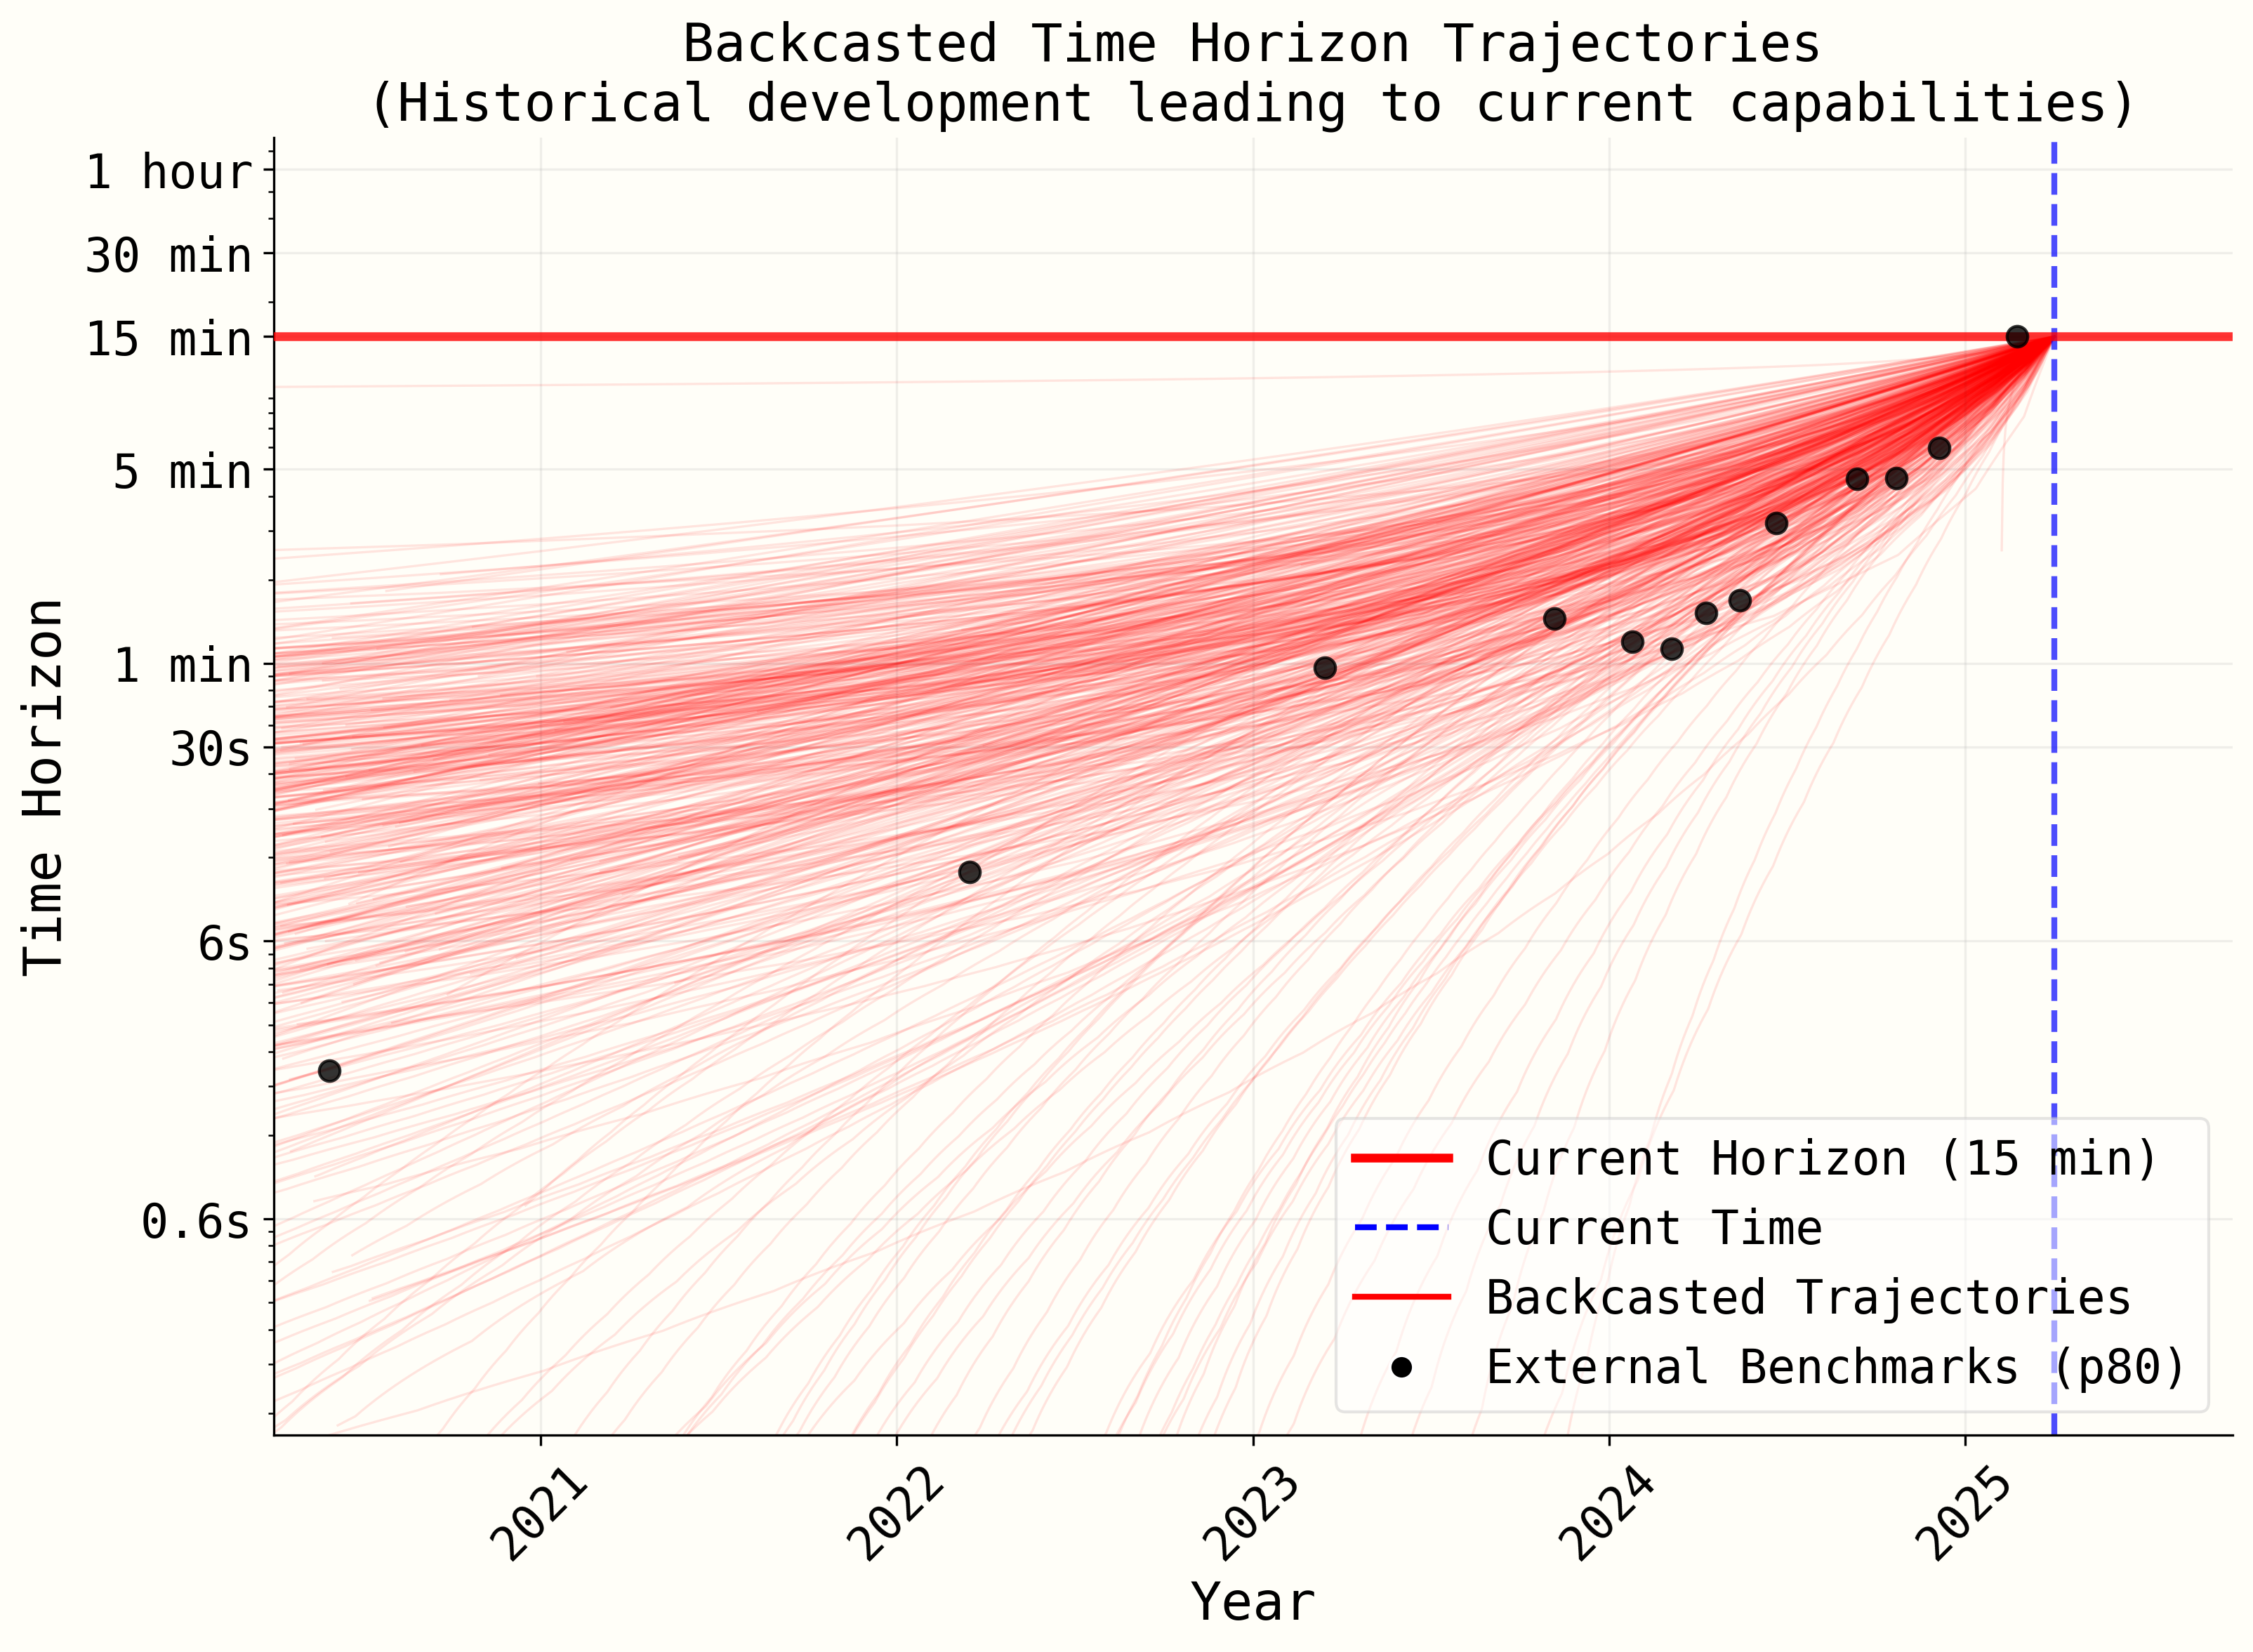 Backcasted Time Horizon Trajectories
(Historical development leading to current capabilities)
Time Horizon
1 hour
30 min
15 min
5 min
1 min
30s
6s
0.6s
Current Horizon (15 min)
Current Time
Backcasted Trajectories
External Benchmarks (p80)
2021
2022
2023
2024
2025
Year